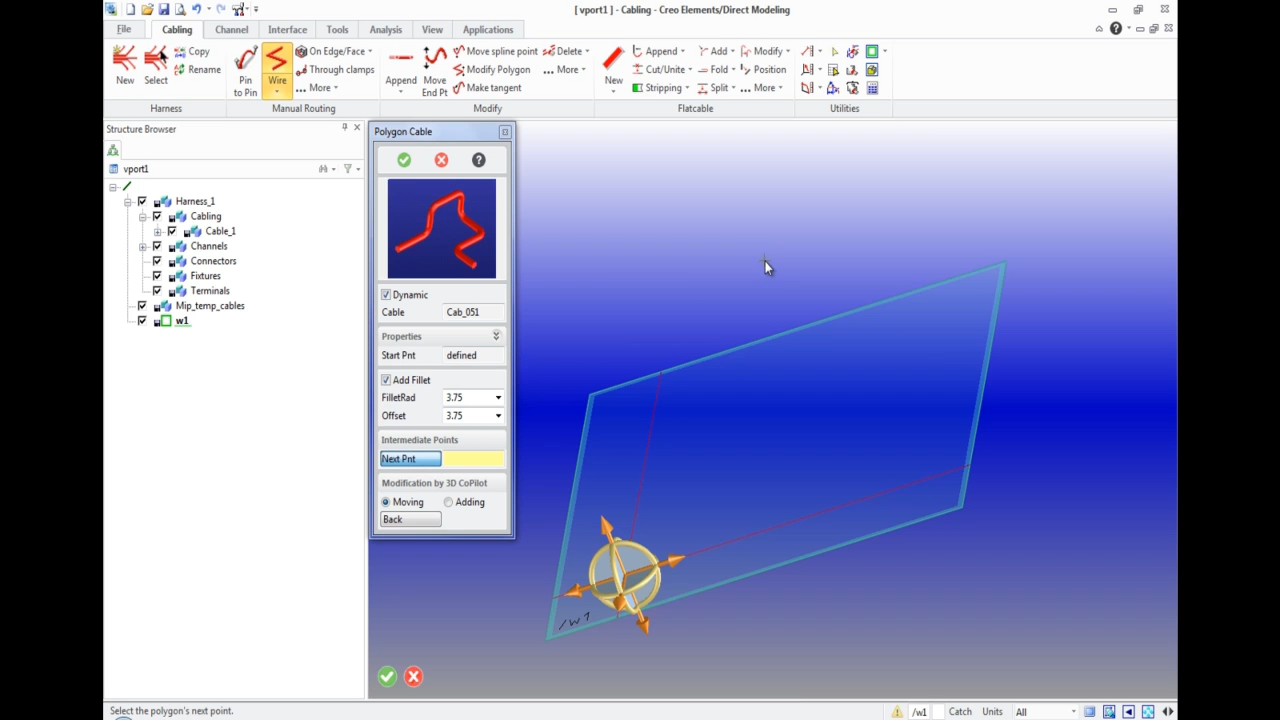 [ vport1 ] - Cabling - Creo Elements/Direct Modeling
File Cabling Channel Interface Tools Analysis View Applications
New Select Copy Rename
Harness
Pin to Pin Wire On Edge/Face Through clamps ... More
Manual Routing
Append Move End Pt Move spline point Modify Polygon Make tangent Delete ... More
Modify
New Append Cut/Unite Stripping Add Fold Split Modify Position ... More
Flatcable
Utilities
Structure Browser
vport1
Harness_1
Cabling
Cable_1
Channels
Connectors
Fixtures
Terminals
Mip_temp_cables
w1
Polygon Cable
Dynamic
Cable Cab_051
Properties
Start Pnt defined
Add Fillet
FilletRad 3.75
Offset 3.75
Intermediate Points
Next Pnt
Modification by 3D CoPilot
Moving Adding
Back
/w1
Select the polygon's next point.
/w1 Catch Units All